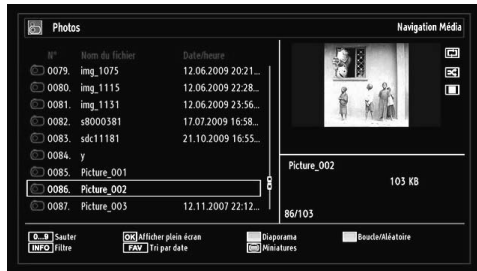 Photos Navigation Média
N° Nom du fichier Date/heure
0079. img_1075 12.06.2009 20:21...
0080. img_1115 12.06.2009 22:28...
0081. img_1131 12.06.2009 23:56...
0082. s8000381 17.07.2009 16:58...
0083. sdc11181 21.10.2009 16:55...
0084. y
0085. Picture_001
0086. Picture_002
0087. Picture_003 12.11.2007 22:12...
Picture_002
103 KB
86/103
0...9 Sauter OK Afficher plein écran Diaporama Boucle/Aléatoire
INFO Filtre FAV Tri par date Miniatures